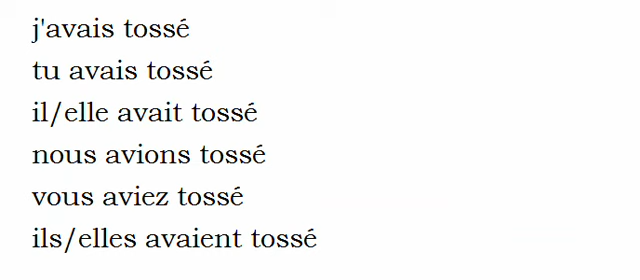 j'avais tossé
tu avais tossé
il/elle avait tossé
nous avions tossé
vous aviez tossé
ils/elles avaient tossé